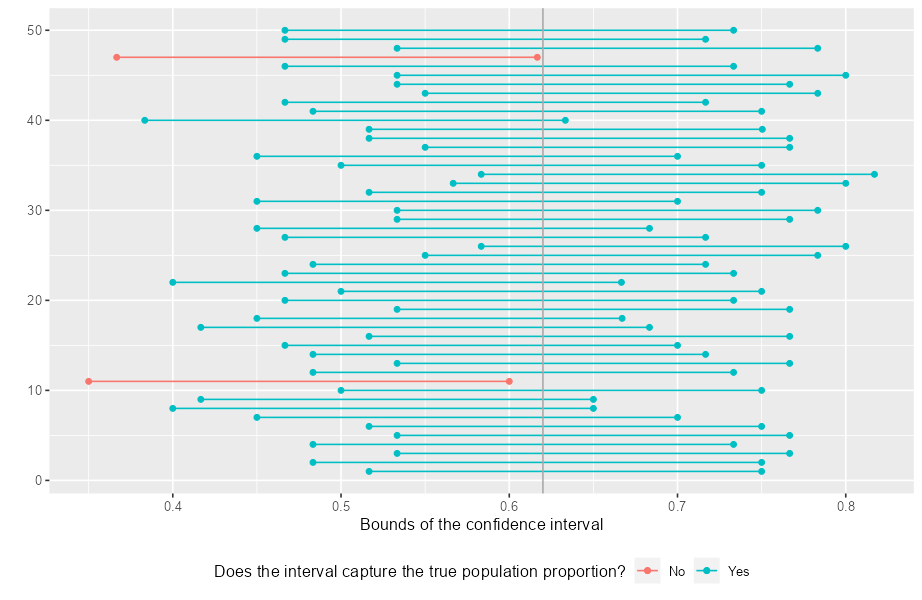 50
40
30
20
10
0
0.4 0.5 0.6 0.7 0.8
Bounds of the confidence interval
Does the interval capture the true population proportion? No Yes